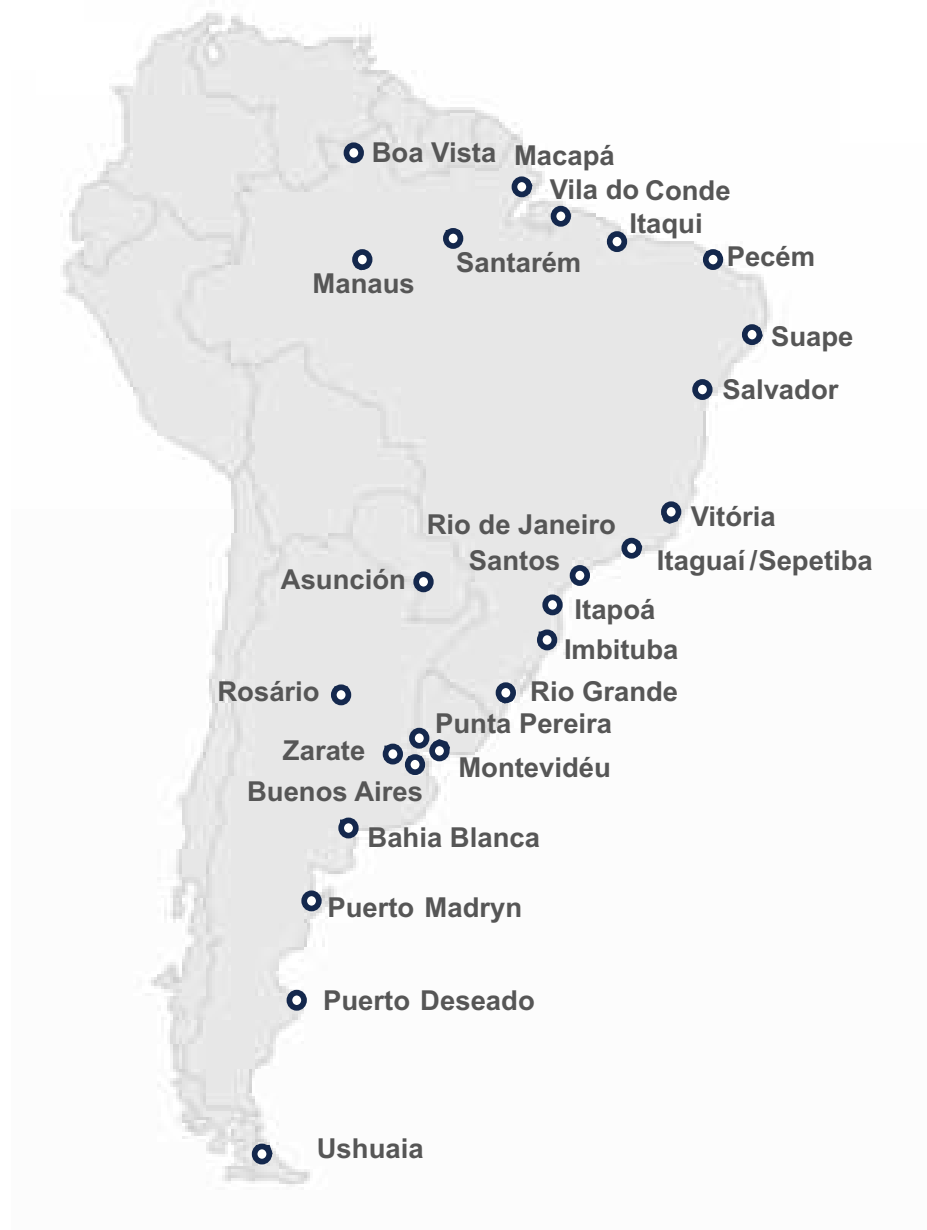 Boa Vista
Macapá
Vila do Conde
Itaqui
Santarém
Pecém
Manaus
Suape
Salvador
Vitória
Rio de Janeiro
Itaguaí/Sepetiba
Santos
Asunción
Itapoá
Imbituba
Rosário
Rio Grande
Punta Pereira
Zarate
Montevidéu
Buenos Aires
Bahia Blanca
Puerto Madryn
Puerto Deseado
Ushuaia